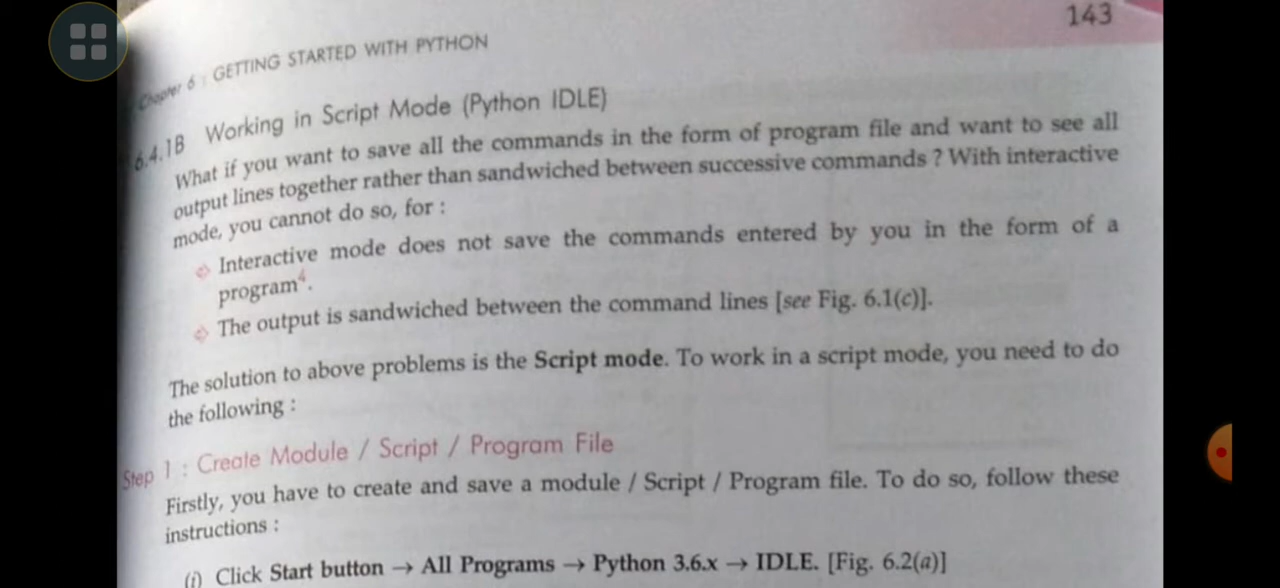 143
Chapter 6 : GETTING STARTED WITH PYTHON
6.4.1B Working in Script Mode (Python IDLE)
What if you want to save all the commands in the form of program file and want to see all
output lines together rather than sandwiched between successive commands ? With interactive
mode, you cannot do so, for :
Interactive mode does not save the commands entered by you in the form of a
program4.
The output is sandwiched between the command lines [see Fig. 6.1(c)].
The solution to above problems is the Script mode. To work in a script mode, you need to do
the following :
Step 1 : Create Module / Script / Program File
Firstly, you have to create and save a module / Script / Program file. To do so, follow these
instructions :
(i) Click Start button → All Programs → Python 3.6.x → IDLE. [Fig. 6.2(a)]